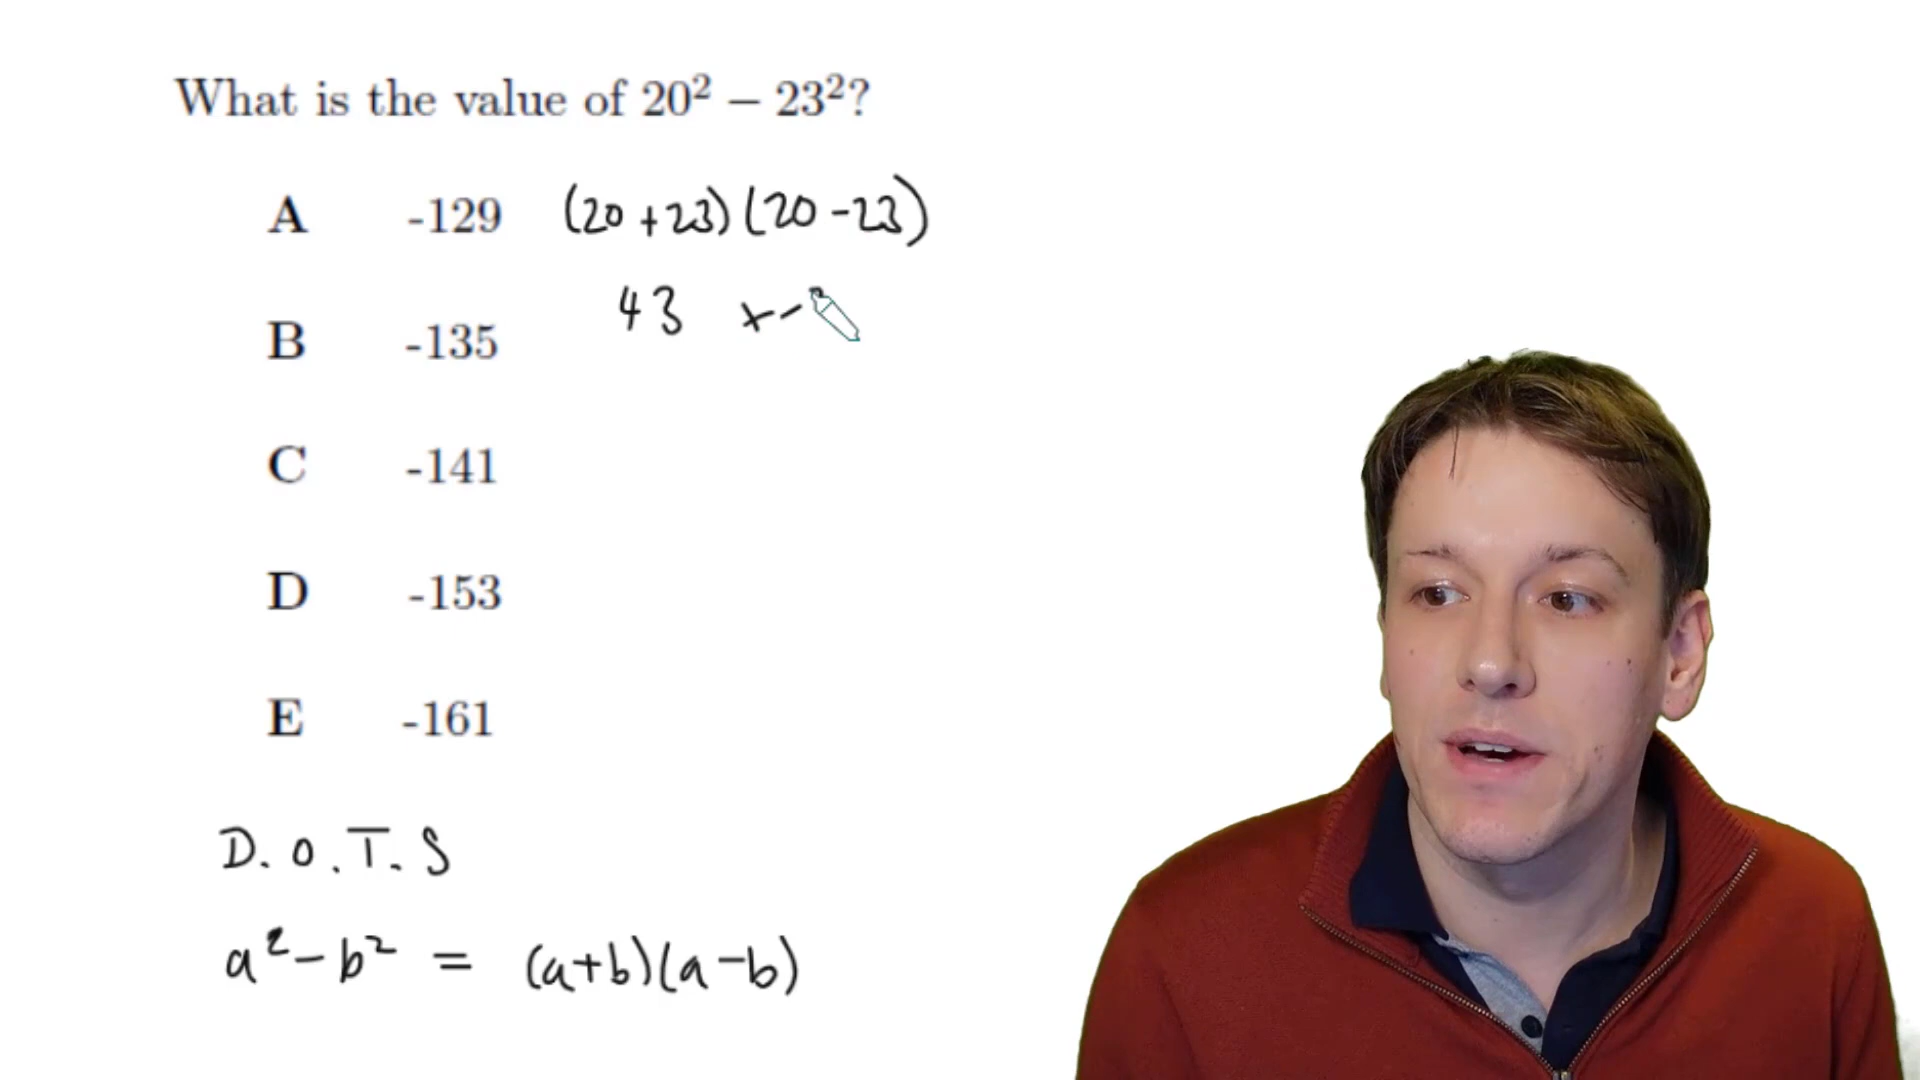 What is the value of 20² − 23²?
A -129 (20 + 23)(20 - 23)
43 × -
B -135
C -141
D -153
E -161
D. O. T. S
a² - b² = (a+b)(a-b)